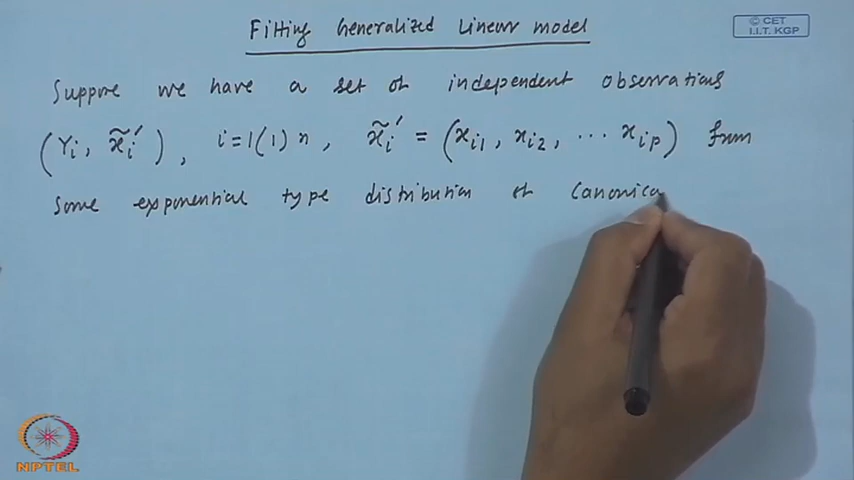 Fitting Generalized Linear model
© CET
I.I.T. KGP
Suppose we have a set of independent observations
(Yi, x̃i′), i=1(1)n, x̃i′ = (xi1, xi2, ... xip) from
some exponential type distribution of Canonica
NPTEL